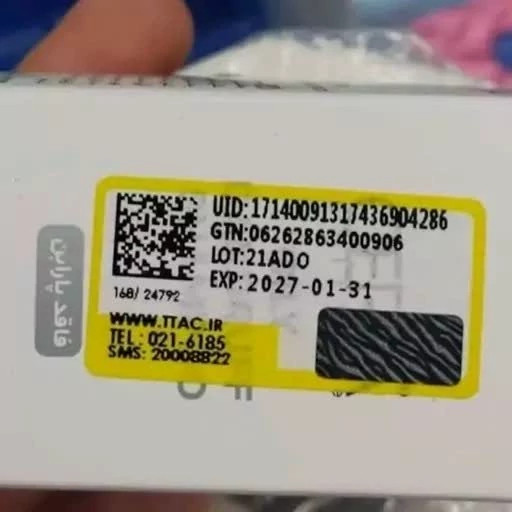 UID:17140091317436904286
GTN:06262863400906
LOT:21ADO
EXP:2027-01-31
168/ 24792
WWW.TTAC.IR
TEL: 021-6185
SMS: 20008822
فاقد پارابن